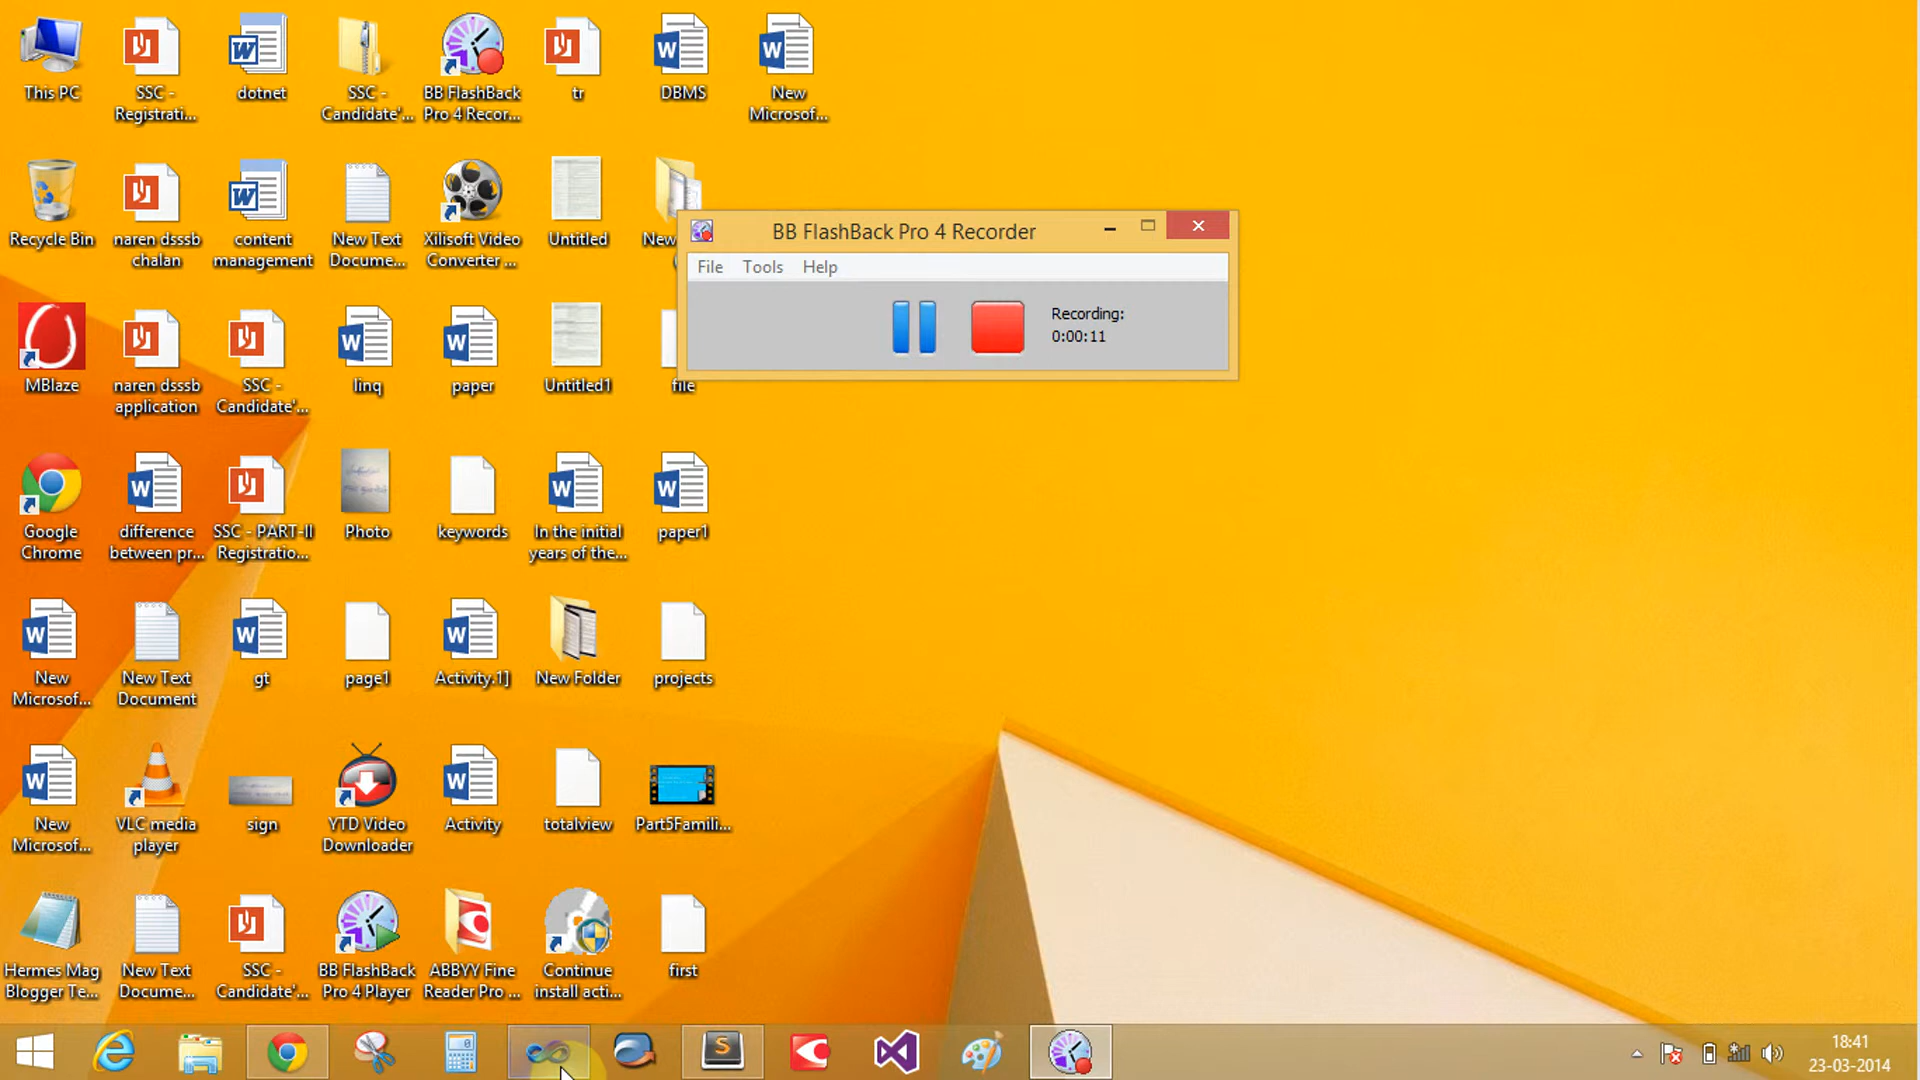 This PC
SSC -
Registrati...
dotnet
SSC -
Candidate'...
BB FlashBack
Pro 4 Recor...
tr
DBMS
New
Microsof...
Recycle Bin
naren dsssb
chalan
content
management
New Text
Docume...
Xilisoft Video
Converter ...
Untitled
New
BB FlashBack Pro 4 Recorder
File Tools Help
Recording:
0:00:11
MBlaze
naren dsssb
application
SSC -
Candidate'...
linq
paper
Untitled1
file
Google
Chrome
difference
between pr...
SSC - PART-II
Registratio...
Photo
keywords
In the initial
years of the...
paper1
New
Microsof...
New Text
Document
gt
page1
Activity.1]
New Folder
projects
New
Microsof...
VLC media
player
sign
YTD Video
Downloader
Activity
totalview
Part5Famili...
Hermes Mag
Blogger Te...
New Text
Docume...
SSC -
Candidate'...
BB FlashBack
Pro 4 Player
ABBYY Fine
Reader Pro ...
Continue
install acti...
first
18:41
23-03-2014